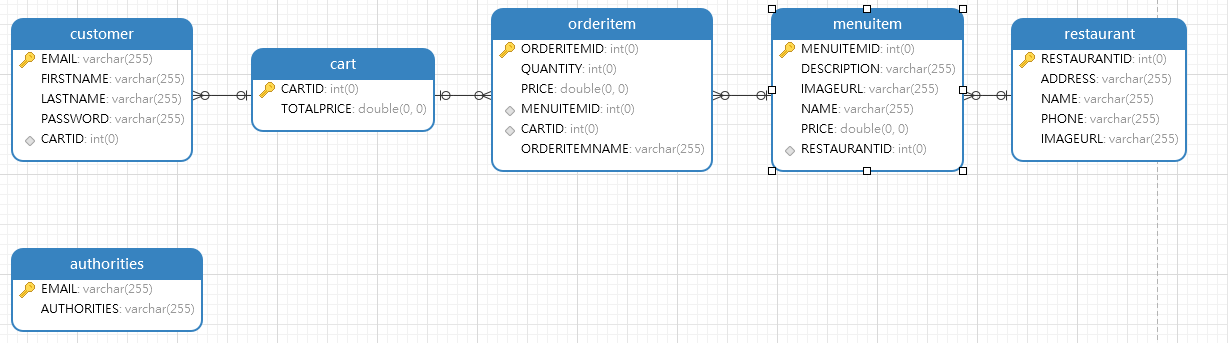 customer
EMAIL: varchar(255)
FIRSTNAME: varchar(255)
LASTNAME: varchar(255)
PASSWORD: varchar(255)
CARTID: int(0)
cart
CARTID: int(0)
TOTALPRICE: double(0, 0)
orderitem
ORDERITEMID: int(0)
QUANTITY: int(0)
PRICE: double(0, 0)
MENUITEMID: int(0)
CARTID: int(0)
ORDERITEMNAME: varchar(255)
menuitem
MENUITEMID: int(0)
DESCRIPTION: varchar(255)
IMAGEURL: varchar(255)
NAME: varchar(255)
PRICE: double(0, 0)
RESTAURANTID: int(0)
restaurant
RESTAURANTID: int(0)
ADDRESS: varchar(255)
NAME: varchar(255)
PHONE: varchar(255)
IMAGEURL: varchar(255)
authorities
EMAIL: varchar(255)
AUTHORITIES: varchar(255)